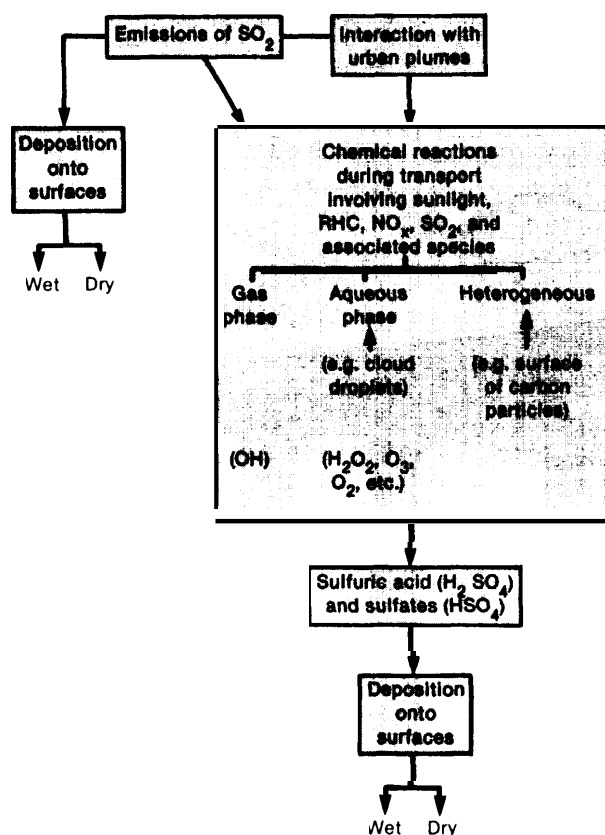 Emissions of SO₂
Interaction with
urban plumes
Deposition
onto
surfaces
Wet Dry
Chemical reactions
during transport
involving sunlight,
RHC, NOₓ, SO₂, and
associated species
Gas
phase
Aqueous
phase
Heterogeneous
(e.g. cloud
droplets)
(e.g. surface
of carbon
particles)
(OH)
(H₂O₂, O₃,
O₂, etc.)
Sulfuric acid (H₂ SO₄)
and sulfates (HSO₄)
Deposition
onto
surfaces
Wet Dry